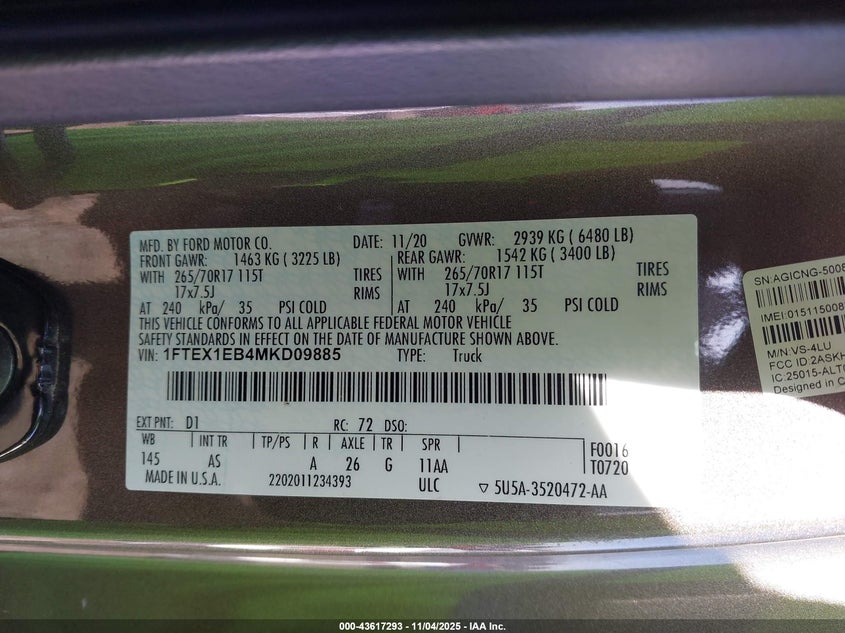 MFD. BY FORD MOTOR CO. DATE: 11/20 GVWR: 2939 KG ( 6480 LB)
FRONT GAWR: 1463 KG ( 3225 LB) REAR GAWR: 1542 KG ( 3400 LB)
WITH 265/70R17 115T TIRES 265/70R17 115T TIRES
17x7.5J RIMS 17x7.5J RIMS
AT 240 kPa/ 35 PSI COLD AT 240 kPa/ 35 PSI COLD
THIS VEHICLE CONFORMS TO ALL APPLICABLE FEDERAL MOTOR VEHICLE
SAFETY STANDARDS IN EFFECT ON THE DATE OF MANUFACTURE SHOWN ABOVE.
VIN: 1FTEX1EB4MKD09885 TYPE: Truck
EXT PNT: D1 RC: 72 DSO:
WB INT TR TP/PS R AXLE TR SPR F0016
145 AS A 26 G 11AA T0720
MADE IN U.S.A. 2202011234393 ULC ▽ 5U5A-3520472-AA
SN:AGICNG-5008
IMEI:015115008
M/N:VS-4LU
FCC ID:2ASKH
IC:25015-ALT
Designed in C
000-43617293 - 11/04/2025 - IAA Inc.